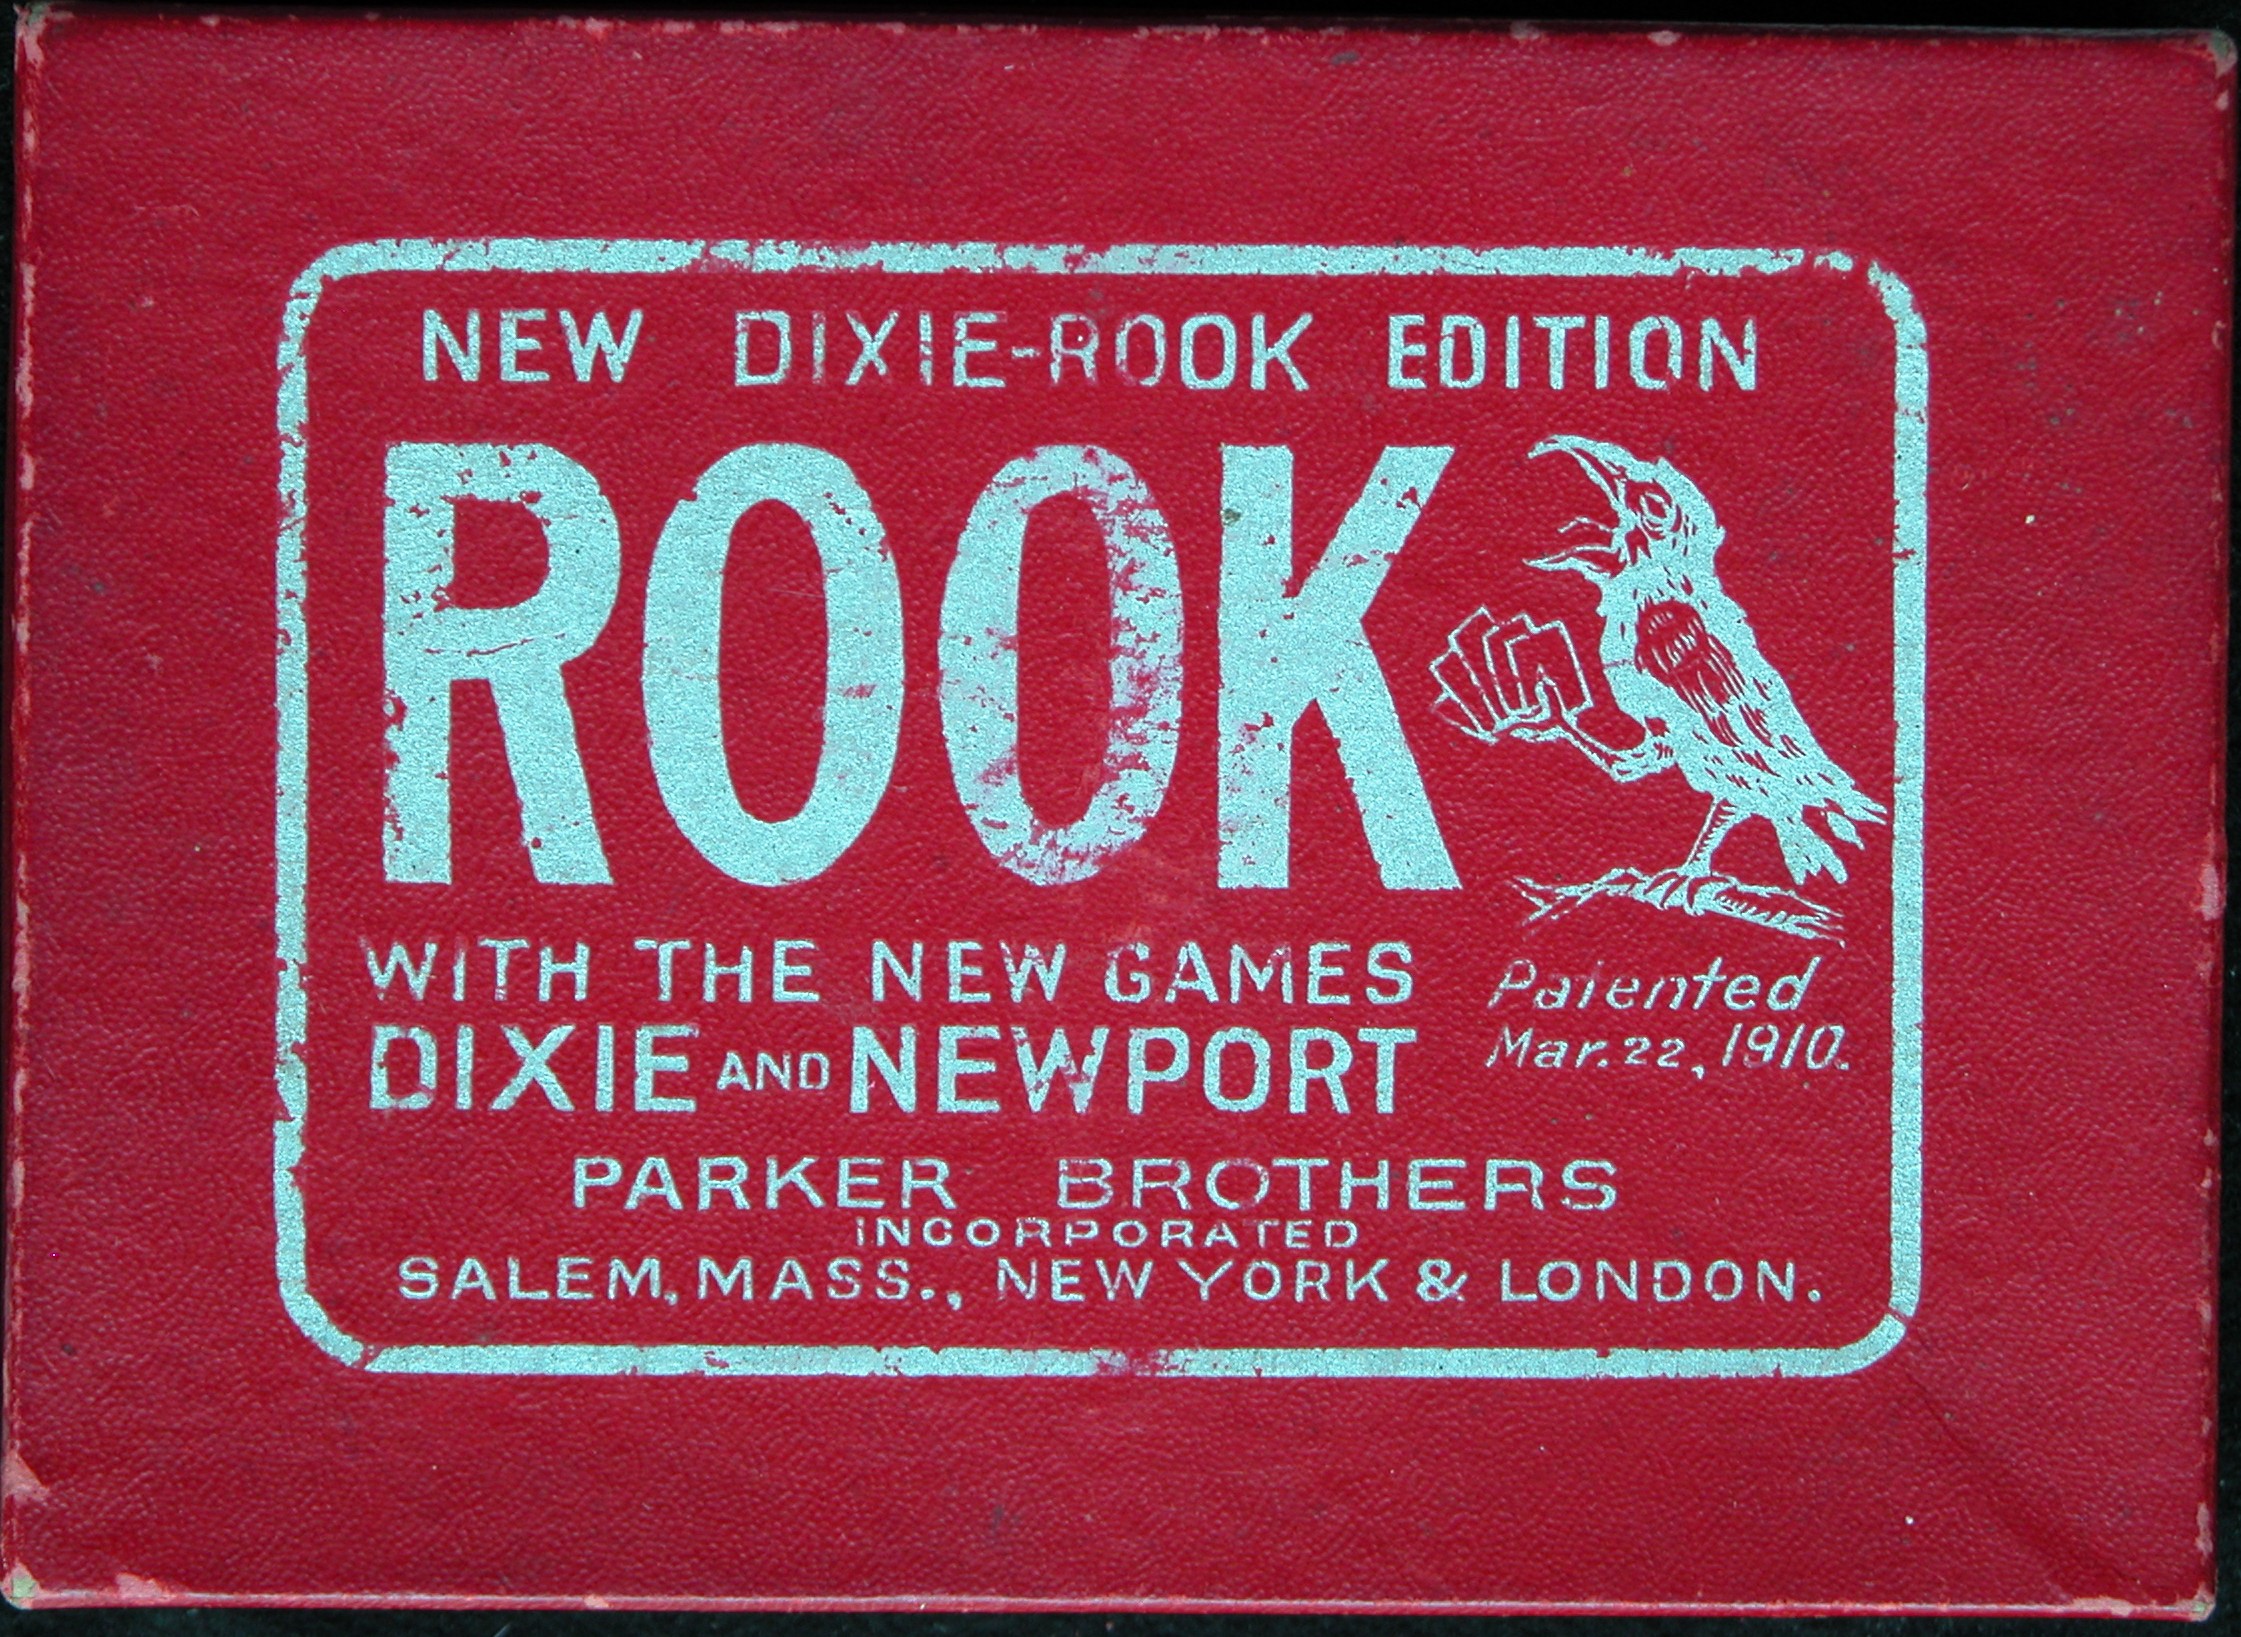 NEW DIXIE-ROOK EDITION
ROOK
WITH THE NEW GAMES
DIXIE AND NEWPORT
Patented
Mar. 22, 1910.
PARKER BROTHERS
INCORPORATED
SALEM, MASS., NEW YORK & LONDON.